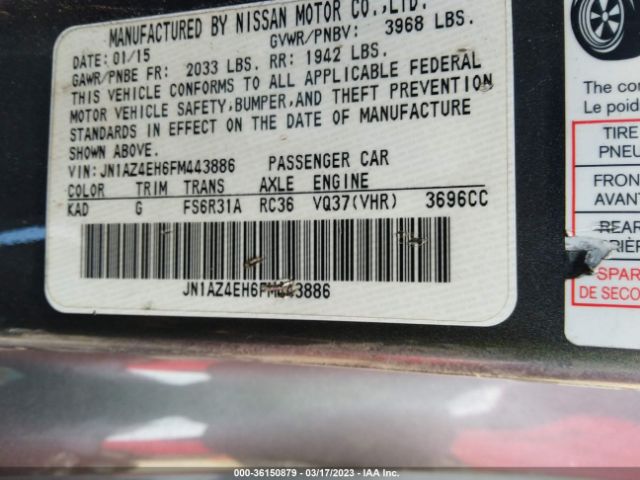 MANUFACTURED BY NISSAN MOTOR CO.,LTD.
DATE: 01/15 GVWR/PNBV: 3968 LBS.
GAWR/PNBE FR: 2033 LBS. RR: 1942 LBS.
THIS VEHICLE CONFORMS TO ALL APPLICABLE FEDERAL
MOTOR VEHICLE SAFETY,BUMPER,AND THEFT PREVENTION
STANDARDS IN EFFECT ON THE DATE OF MANUFACTURE
SHOWN ABOVE.
VIN: JN1AZ4EH6FM443886 PASSENGER CAR
COLOR TRIM TRANS AXLE ENGINE
KAD G FS6R31A RC36 VQ37(VHR) 3696CC
JN1AZ4EH6FM443886
The co
Le poid
TIRE
PNEU
FRON
AVANT
REAR
RIÈR
SPAR
DE SECO
000-36150879 - 03/17/2023 - IAA Inc.